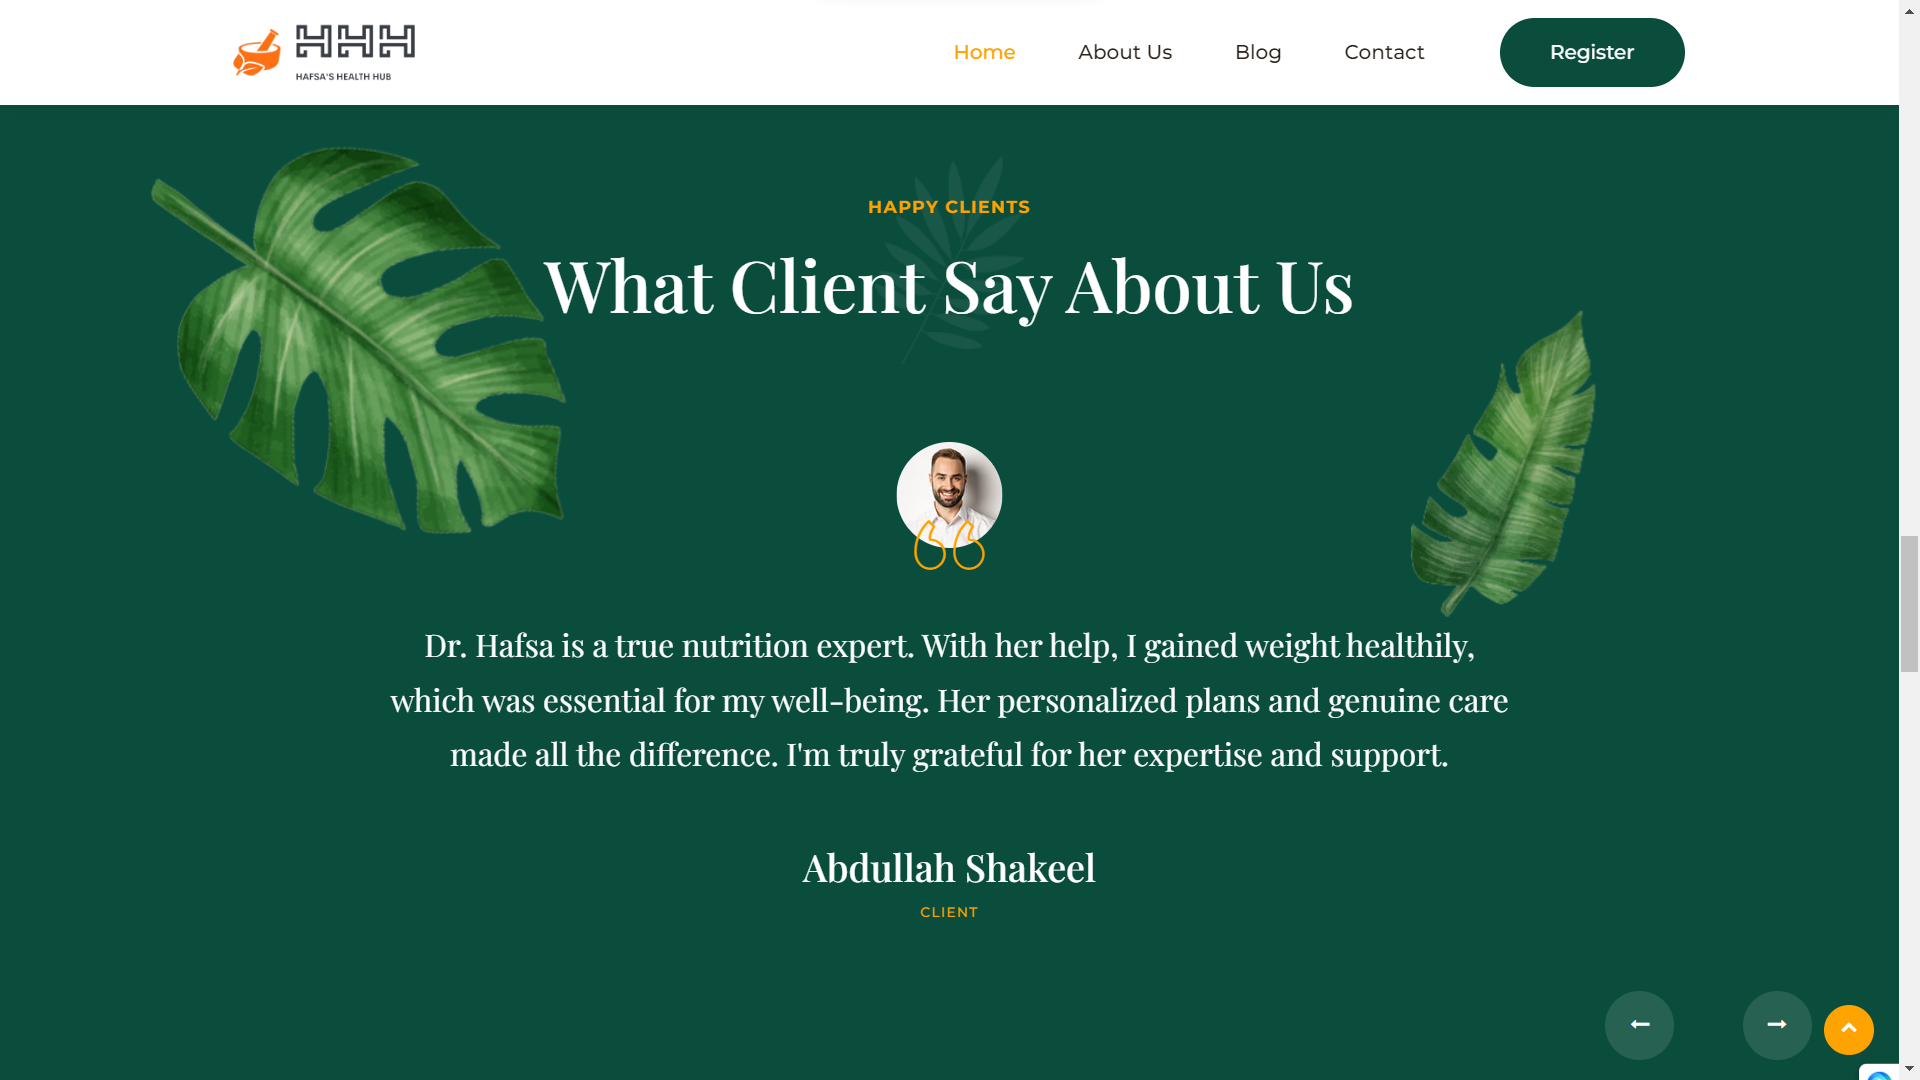 HHH
HAFSA'S HEALTH HUB
Home
About Us
Blog
Contact
Register
HAPPY CLIENTS
What Client Say About Us
Dr. Hafsa is a true nutrition expert. With her help, I gained weight healthily,
which was essential for my well-being. Her personalized plans and genuine care
made all the difference. I'm truly grateful for her expertise and support.
Abdullah Shakeel
CLIENT